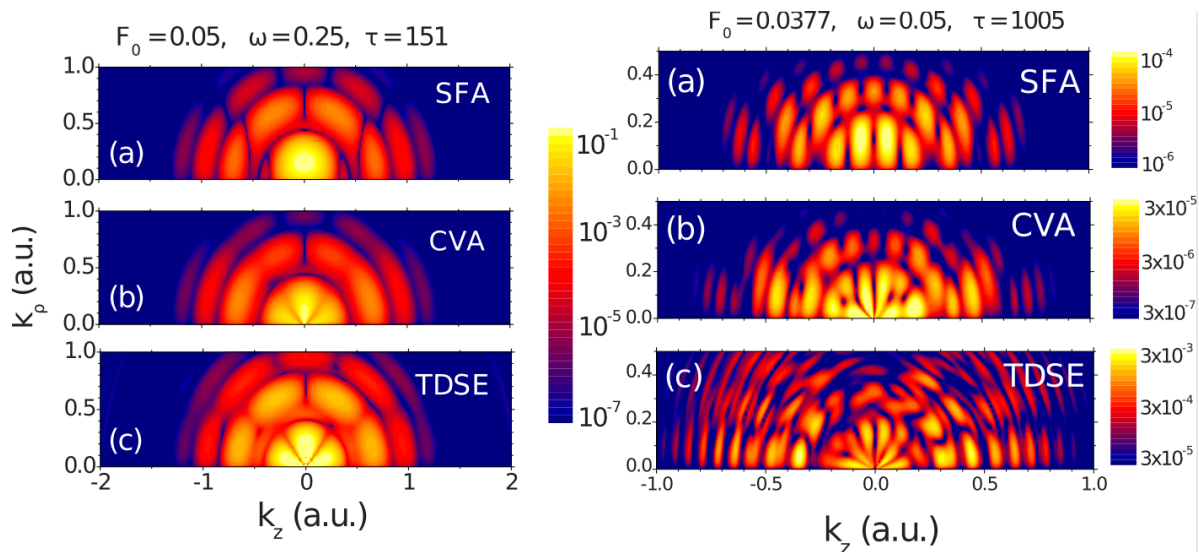 F0 = 0.05, ω = 0.25, τ = 151
1.0
0.5
0.0
SFA
(a)
1.0
0.5
0.0
CVA
(b)
1.0
0.5
0.0
TDSE
(c)
-2
-1
0
1
2
kρ (a.u.)
kz (a.u.)
10^-1
10^-3
10^-5
10^-7
F0 = 0.0377, ω = 0.05, τ = 1005
0.4
0.2
0.0
(a)
SFA
10^-4
10^-5
10^-6
0.4
0.2
-5
(b)
CVA
3x10^-5
3x10^-6
3x10^-7
0.4
0.2
0.0
(c)
TDSE
3x10^-3
3x10^-4
3x10^-5
-1.0
-0.5
0.0
0.5
1.0
kz (a.u.)